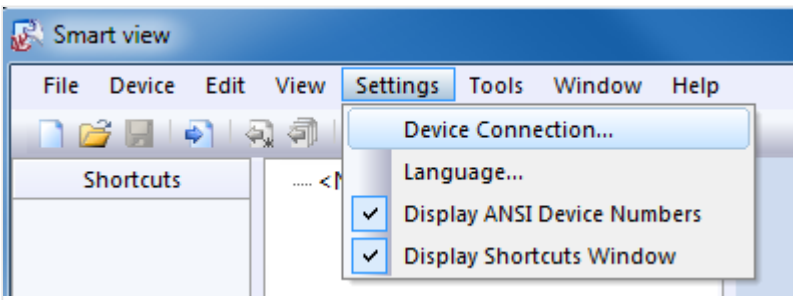 Smart view
File Device Edit View Settings Tools Window Help
Device Connection...
Shortcuts
Language...
Display ANSI Device Numbers
Display Shortcuts Window